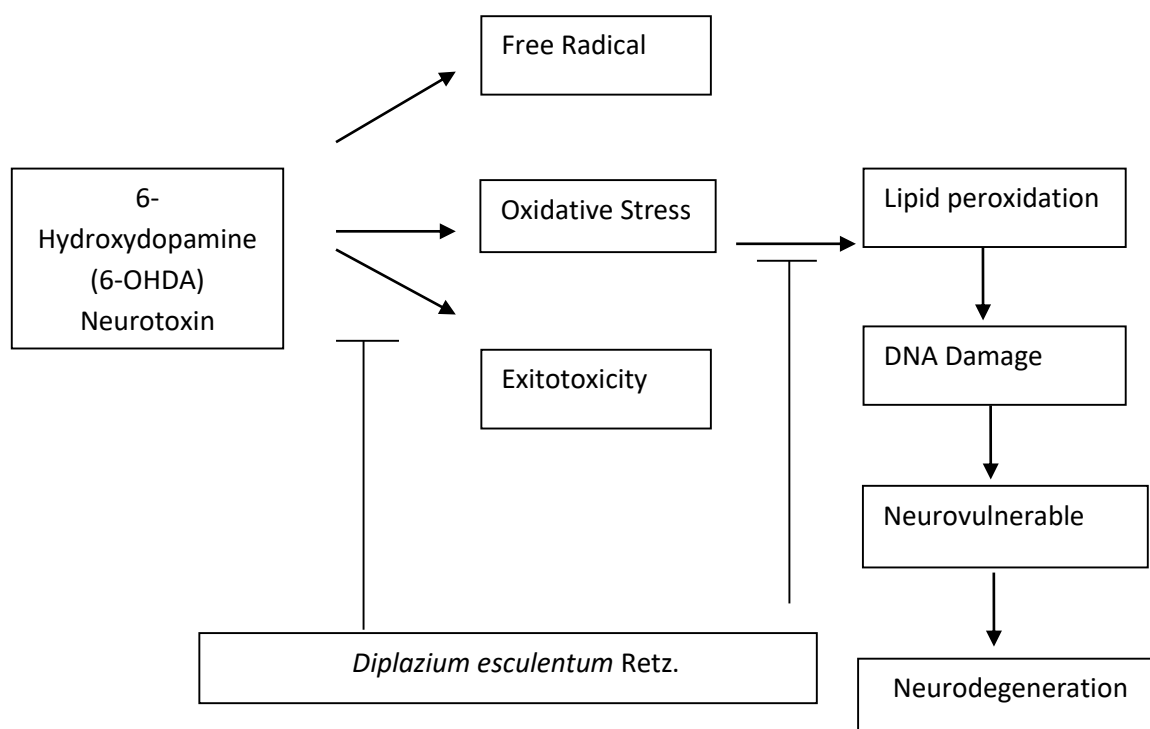 Free Radical
6-
Hydroxydopamine
(6-OHDA)
Neurotoxin
Oxidative Stress
Lipid peroxidation
Exitotoxicity
DNA Damage
Neurovulnerable
Diplazium esculentum Retz.
Neurodegeneration